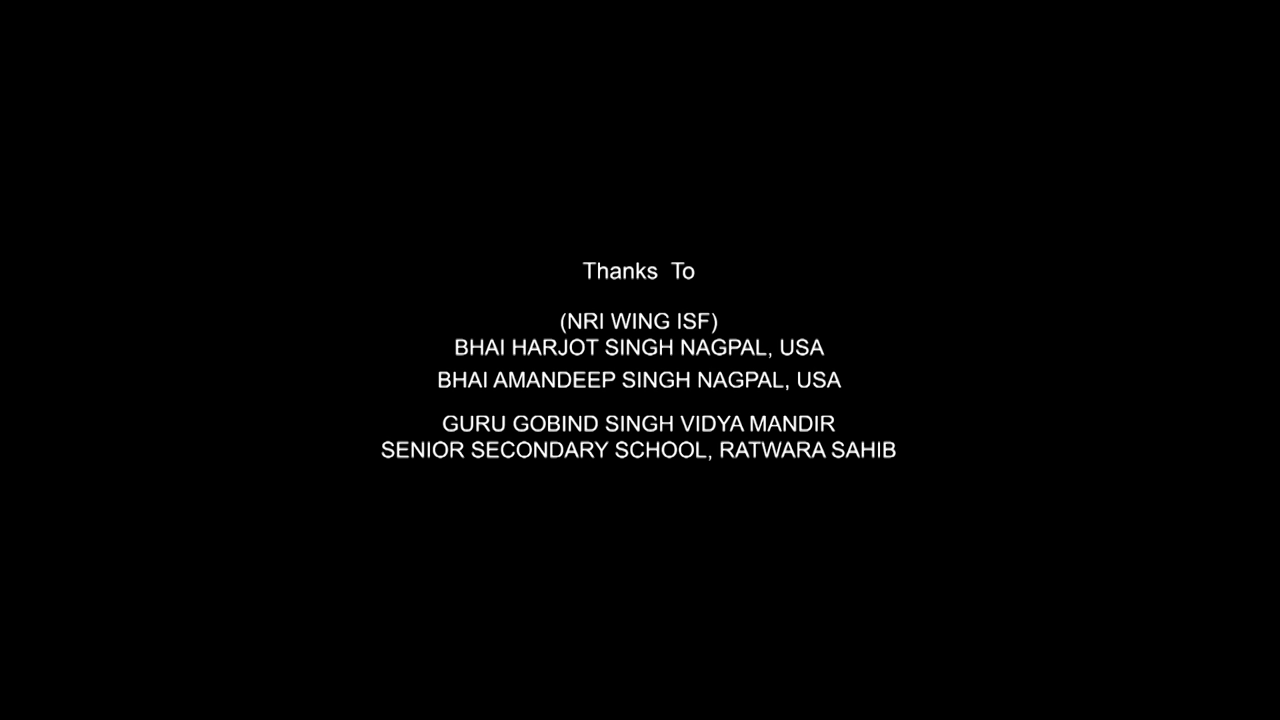 Thanks To
(NRI WING ISF)
BHAI HARJOT SINGH NAGPAL, USA
BHAI AMANDEEP SINGH NAGPAL, USA
GURU GOBIND SINGH VIDYA MANDIR
SENIOR SECONDARY SCHOOL, RATWARA SAHIB